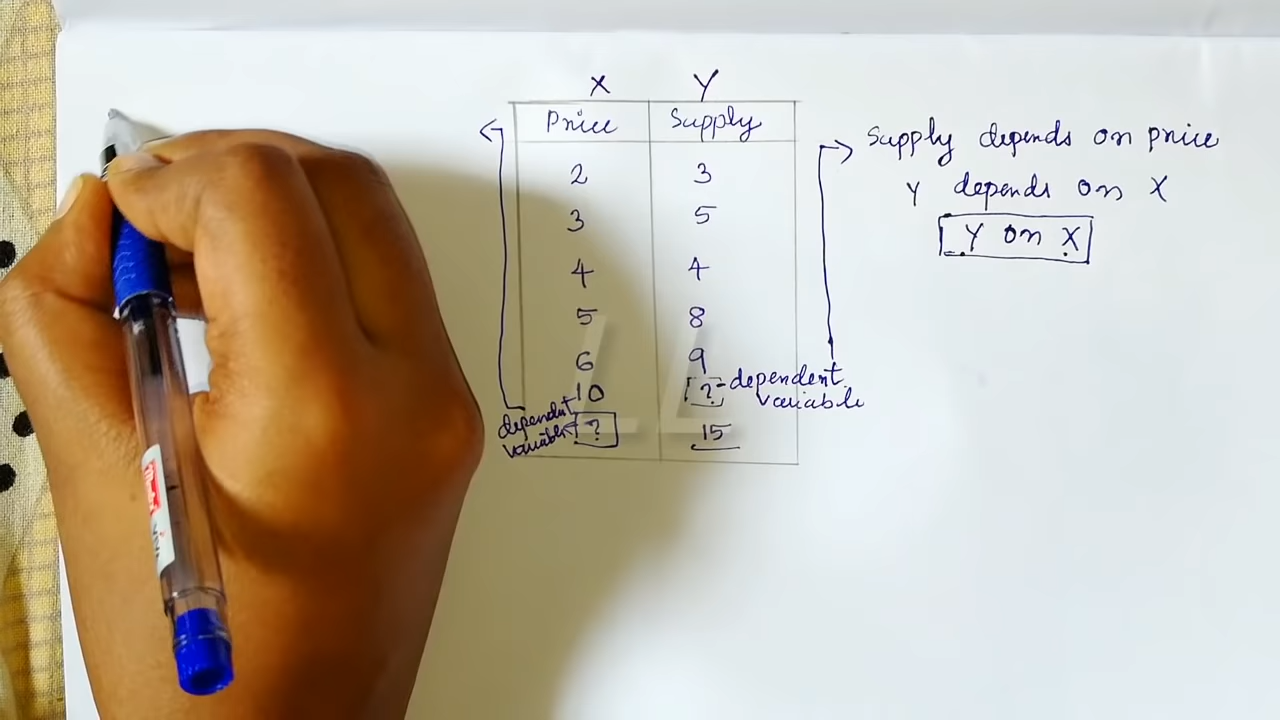 X Y
Price Supply
2 3
3 5
4 4
5 8
6 9
10 ? - dependent variable
dependent variable ? 15
Supply depends on price
Y depends on X
Y on X
LL